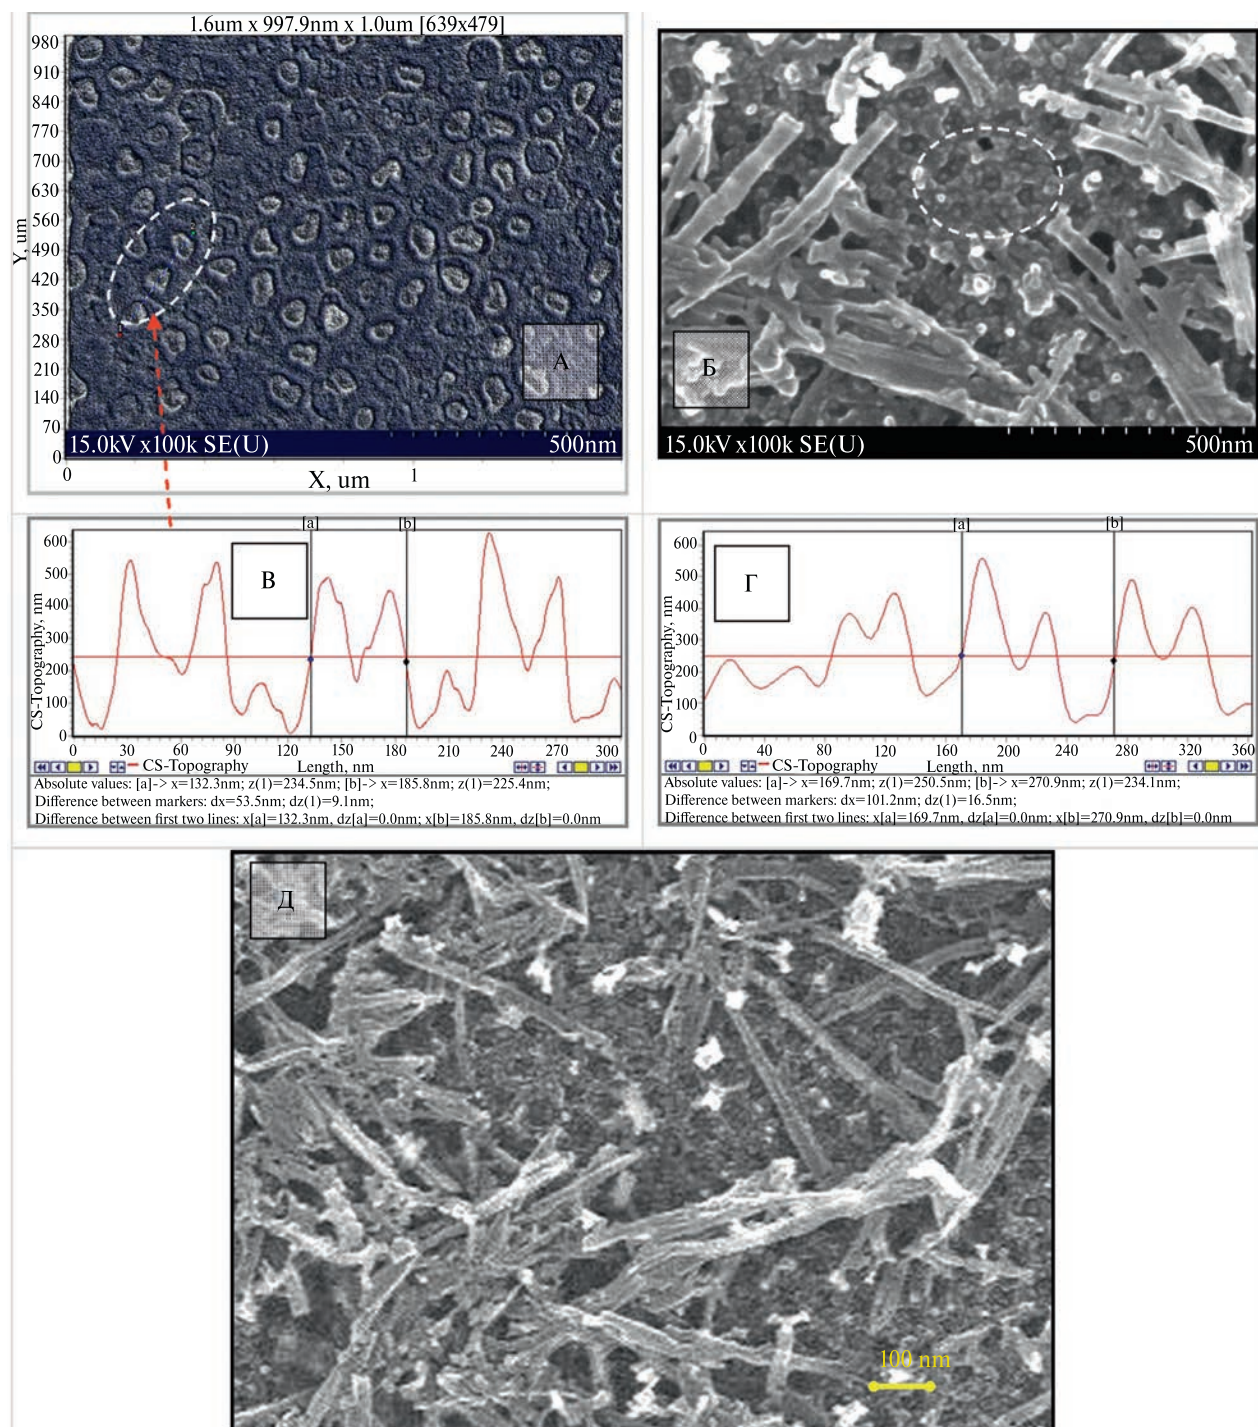 1.6um x 997.9nm x 1.0um [639x479]
980
910
840
770
700
630
560
490
420
350
280
210
140
70
0
Y, um
А
15.0kV x100k SE(U) 500nm
0 1
X, um
Б
15.0kV x100k SE(U) 500nm
[a] [b]
600
500
400
300
200
100
0
CS-Topography, nm
В
0 30 60 90 120 150 180 210 240 270 300
CS-Topography Length, nm
Absolute values: [a]-> x=132.3nm; z(1)=234.5nm; [b]-> x=185.8nm; z(1)=225.4nm;
Difference between markers: dx=53.5nm; dz(1)=9.1nm;
Difference between first two lines: x[a]=132.3nm, dz[a]=0.0nm; x[b]=185.8nm, dz[b]=0.0nm
[a] [b]
600
500
400
300
200
100
0
CS-Topography, nm
Г
0 40 80 120 160 200 240 280 320 360
CS-Topography Length, nm
Absolute values: [a]-> x=169.7nm; z(1)=250.5nm; [b]-> x=270.9nm; z(1)=234.1nm;
Difference between markers: dx=101.2nm; dz(1)=16.5nm;
Difference between first two lines: x[a]=169.7nm, dz[a]=0.0nm; x[b]=270.9nm, dz[b]=0.0nm
Д
100 nm